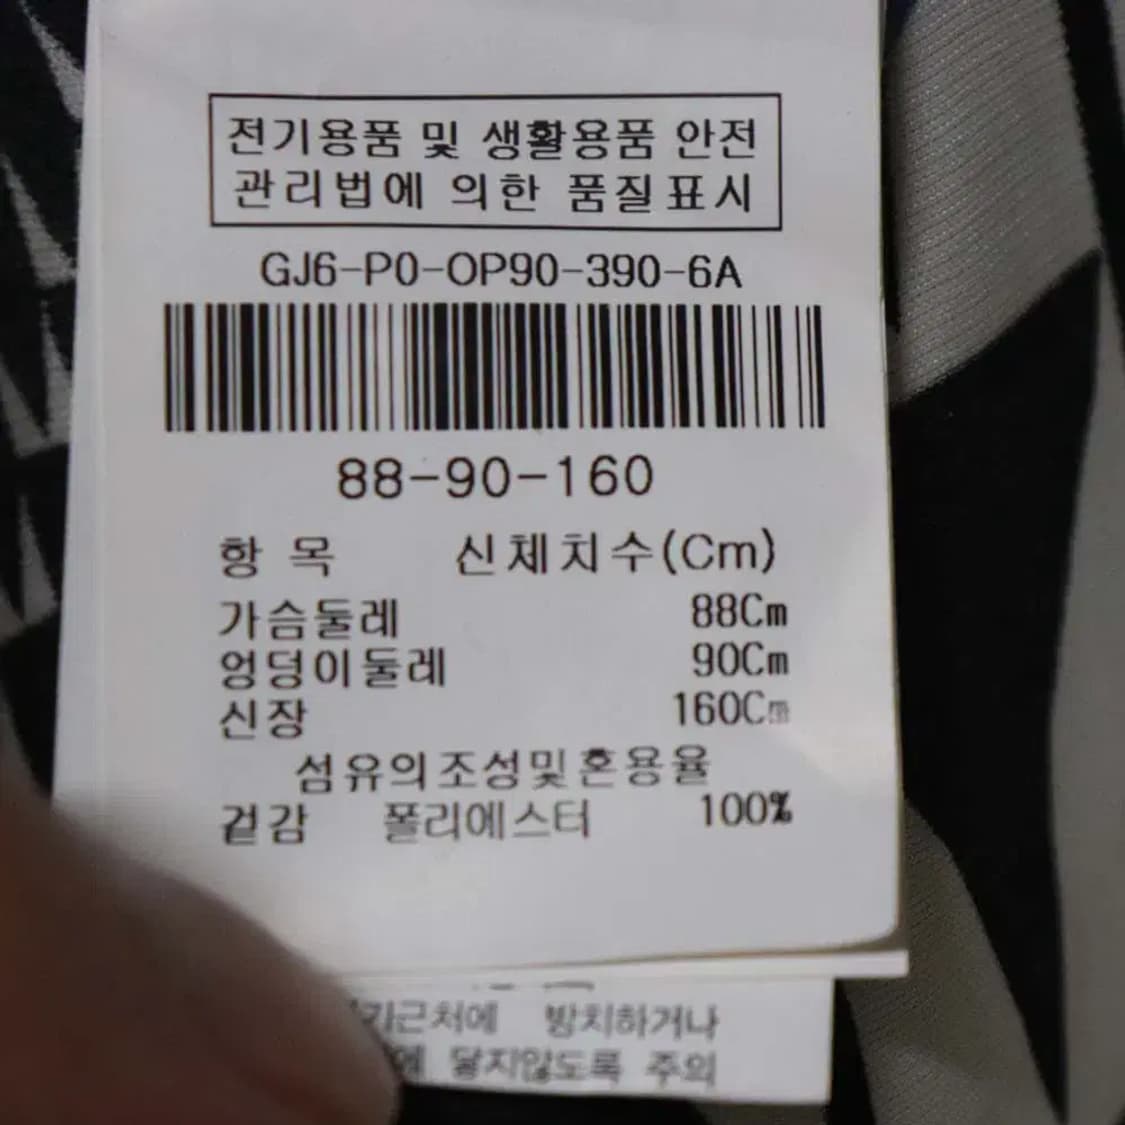 전기용품 및 생활용품 안전
관리법에 의한 품질표시
GJ6-P0-OP90-390-6A
88-90-160
항 목 신체치수(Cm)
가슴둘레 88Cm
엉덩이둘레 90Cm
신장 160Cm
섬유의조성및혼용율
겉감 폴리에스터 100%
방치하거나
닿지않도록 주의